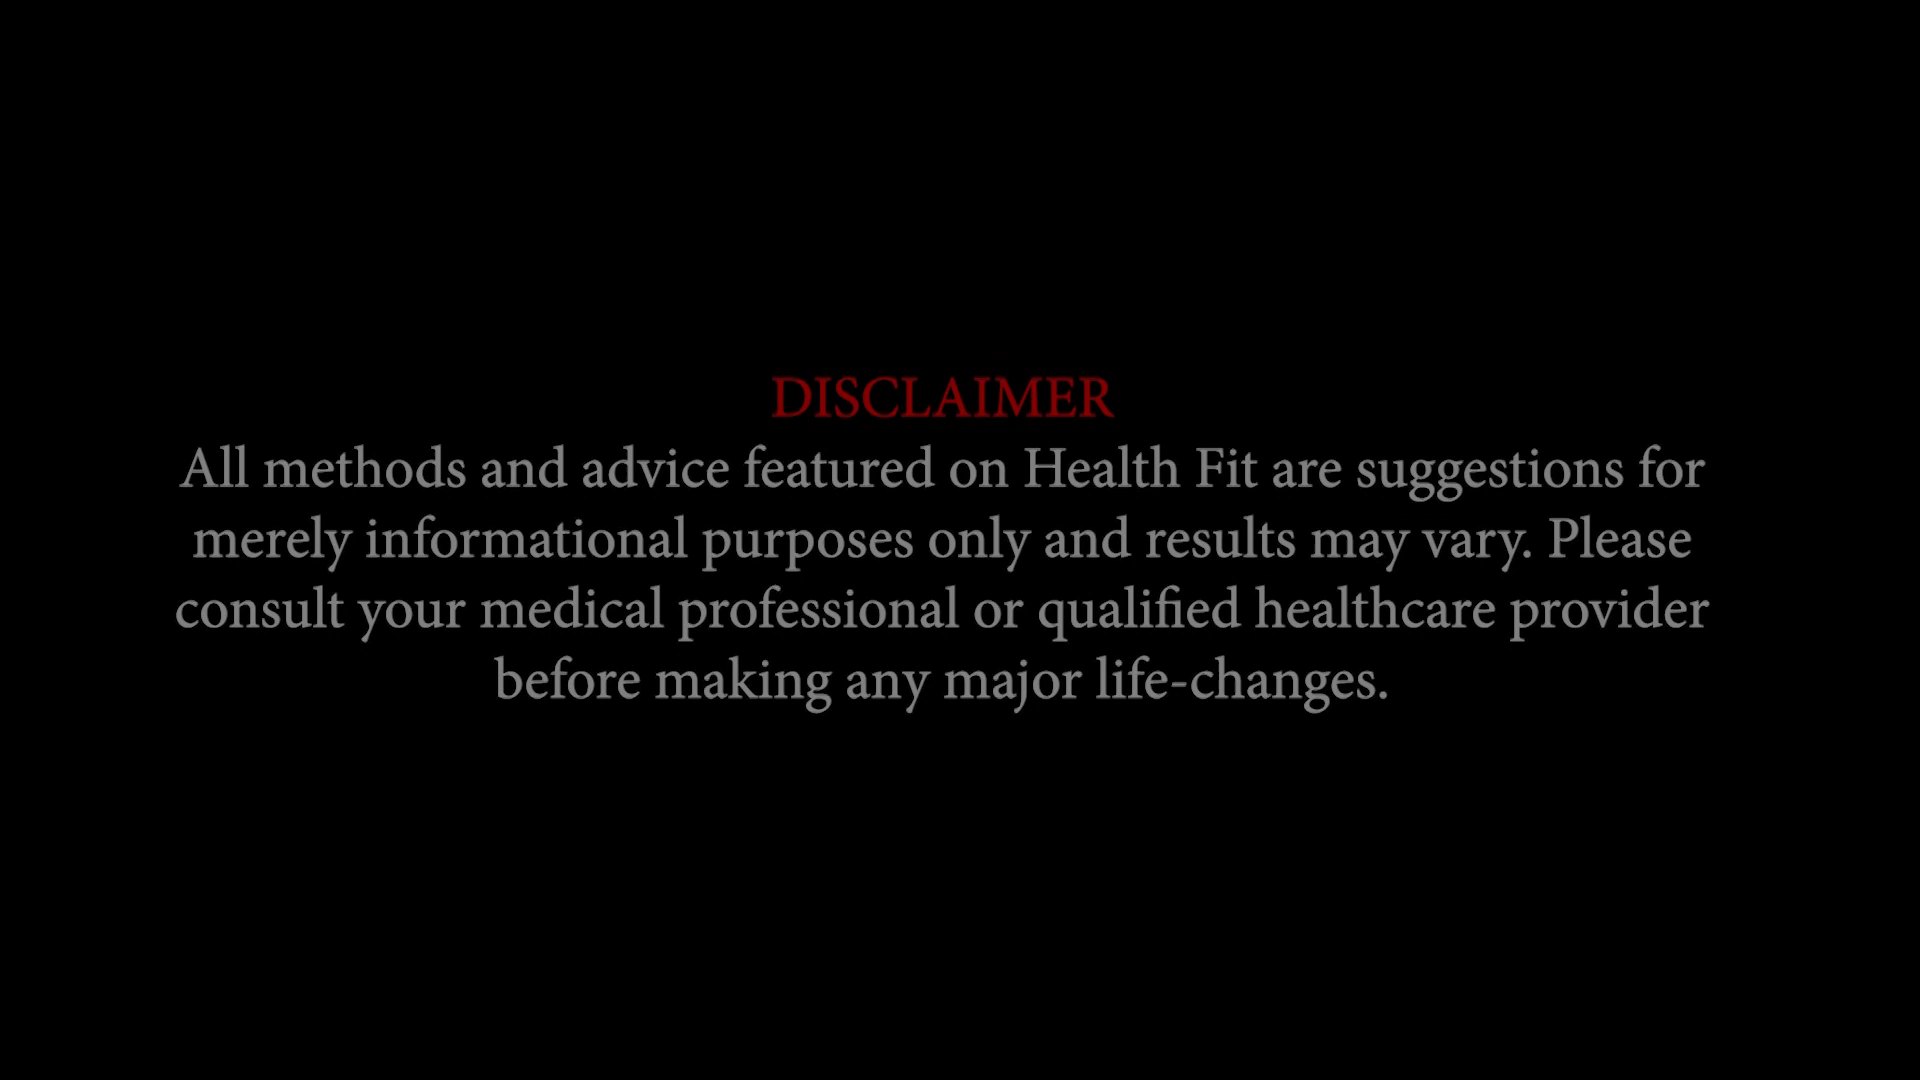 DISCLAIMER
All methods and advice featured on Health Fit are suggestions for
merely informational purposes only and results may vary. Please
consult your medical professional or qualified healthcare provider
before making any major life-changes.